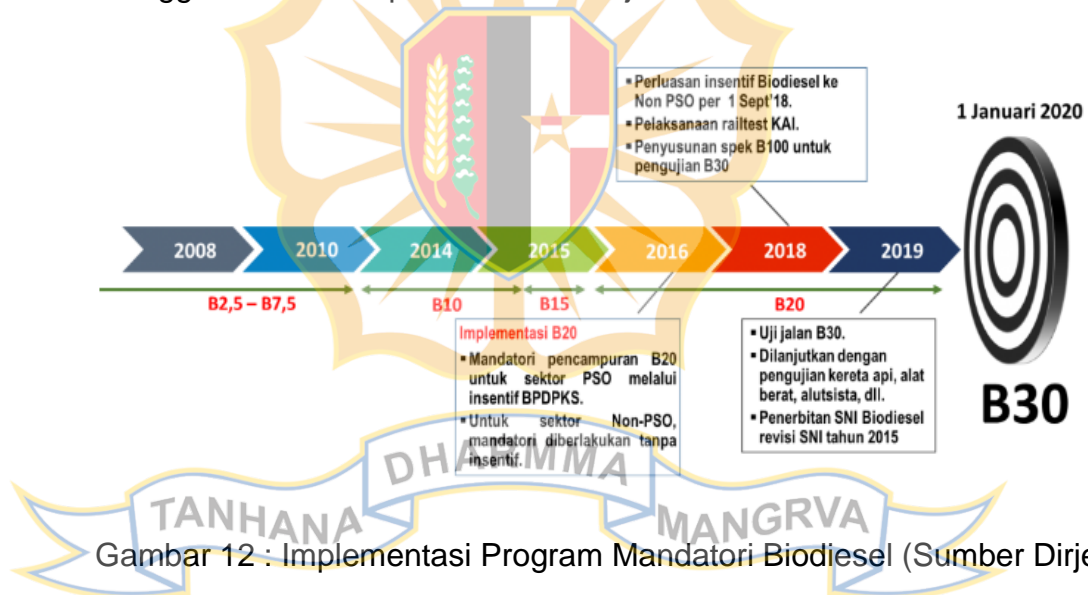 Perluasan insentif Biodiesel ke
Non PSO per 1 Sept'18.
Pelaksanaan railtest KAI.
Penyusunan spek B100 untuk
pengujian B30
1 Januari 2020
2008 2010 2014 2015 2016 2018 2019
B2,5 – B7,5 B10 B15 B20
B30
Implementasi B20
Mandatori pencampuran B20
untuk sektor PSO melalui
insentif BPDPKS.
Untuk sektor Non-PSO,
mandatori diberlakukan tanpa
insentif.
Uji jalan B30.
Dilanjutkan dengan
pengujian kereta api, alat
berat, alutsista, dll.
Penerbitan SNI Biodiesel
revisi SNI tahun 2015
TANHANA DHARMMA MANGRVA
Gambar 12 : Implementasi Program Mandatori Biodiesel (Sumber Dirje